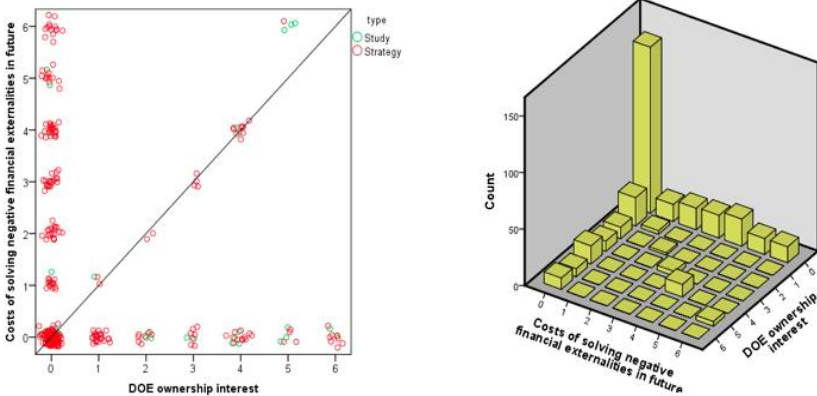 type
Study
Strategy
Costs of solving negative financial externalities in future
6
5
4
3
2
1
0
0 1 2 3 4 5 6
DOE ownership interest
Count
150
100
50
0
0 1 2 3 4 5 6
Costs of solving negative
financial externalities in future
6 5 4 3 2 1 0
DOE ownership
interest